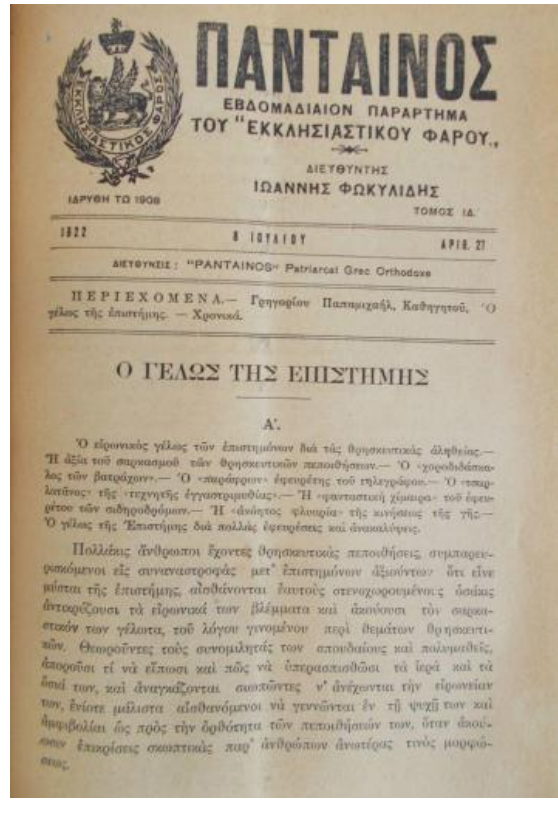 ΠΑΝΤΑΙΝΟΣ
ΕΒΔΟΜΑΔΙΑΙΟΝ ΠΑΡΑΡΤΗΜΑ
ΤΟΥ "ΕΚΚΛΗΣΙΑΣΤΙΚΟΥ ΦΑΡΟΥ„
ΕΚΚΛΗΣΙΑΣΤΙΚΟΣ ΦΑΡΟΣ
ΔΙΕΥΘΥΝΤΗΣ
ΙΩΑΝΝΗΣ ΦΩΚΥΛΙΔΗΣ
ΙΔΡΥΘΗ ΤΩ 1908
ΤΟΜΟΣ ΙΔ.
1922 8 ΙΟΥΛΙΟΥ ΑΡΙΘ. 27
ΔΙΕΥΘΥΝΣΙΣ : "PANTAINOS" Patriarcat Grec Orthodoxe
ΠΕΡΙΕΧΟΜΕΝΑ.— Γρηγορίου Παπαμιχαήλ, Καθηγητοῦ, Ὁ
γέλως τῆς ἐπιστήμης. — Χρονικά.
Ο ΓΕΛΩΣ ΤΗΣ ΕΠΙΣΤΗΜΗΣ
Α'.
Ὁ εἰρωνικὸς γέλως τῶν ἐπιστημόνων διὰ τὰς θρησκευτικὰς ἀληθείας.—
Ἡ ἀξία τοῦ σαρκασμοῦ τῶν θρησκευτικῶν πεποιθήσεων.— Ὁ «χοροδιδάσκα-
λος τῶν βατράχων».— Ὁ «παράφρων» ἐφευρέτης τοῦ τηλεγράφου.— Ὁ «τσαρ-
λατάνος» τῆς «τεχνητῆς ἐγγαστριμυθίας».— Ἡ «φανταστικὴ χίμαιρα» τοῦ ἐφευ-
ρέτου τῶν σιδηροδρόμων.— Ἡ «ἀνόητος φλυαρία» τῆς κινήσεως τῆς γῆς.—
Ὁ γέλως τῆς Ἐπιστήμης διὰ πολλὰς ἐφευρέσεις καὶ ἀνακαλύψεις.
Πολλάκις ἄνθρωποι ἔχοντες θρησκευτικὰς πεποιθήσεις, συμπαρευ-
ρισκόμενοι εἰς συναναστροφὰς μετ' ἐπιστημόνων ἀξιούντων ὅτι εἶνε
μύσται τῆς ἐπιστήμης, αἰσθάνονται ἑαυτοὺς στενοχωρουμένους ὁσάκις
ἀντικρύζουσι τὰ εἰρωνικά των βλέμματα καὶ ἀκούουσι τὸν σαρκα-
στικόν των γέλωτα, τοῦ λόγου γινομένου περὶ θεμάτων θρησκευτι-
κῶν. Θεωροῦντες τοὺς συνομιλητάς των σπουδαίους καὶ πολυμαθεῖς,
ἀποροῦσι τί νὰ εἴπωσι καὶ πῶς νὰ ὑπερασπισθῶσι τὰ ἱερὰ καὶ τὰ
ὅσιά των, καὶ ἀναγκάζονται σιωπῶντες ν' ἀνέχωνται τὴν εἰρωνείαν
των, ἐνίοτε μάλιστα αἰσθανόμενοι νὰ γεννῶνται ἐν τῇ ψυχῇ των καὶ
ἀμφιβολίαι ὡς πρὸς τὴν ὀρθότητα τῶν πεποιθήσεών των, ὅταν ἀκού-
ωσιν ἐπικρίσεις σκωπτικὰς παρ' ἀνθρώπων ἀνωτέρας τινὸς μορφώ-
σεως.